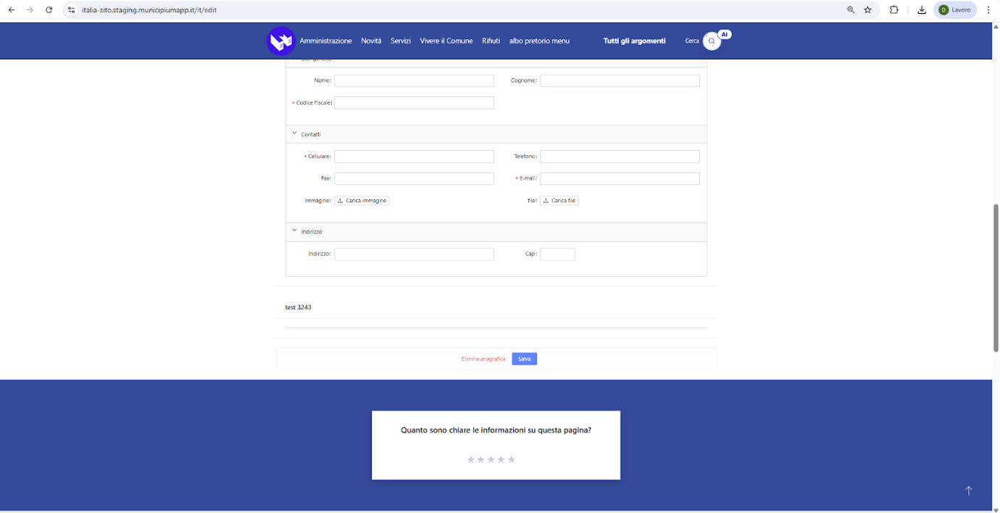 italia-sito.staging.municipiumapp.it/it/edit
D Lavoro
Amministrazione Novità Servizi Vivere il Comune Rifiuti albo pretorio menu Tutti gli argomenti Cerca AI
Nome: Cognome:
* Codice Fiscale:
Contatti
* Cellulare: Telefono:
Fax: * E-mail:
Immagine: Carica immagine file: Carica file
Indirizzo
Indirizzo: Cap:
test 3243
Elimina anagrafica Salva
Quanto sono chiare le informazioni su questa pagina?